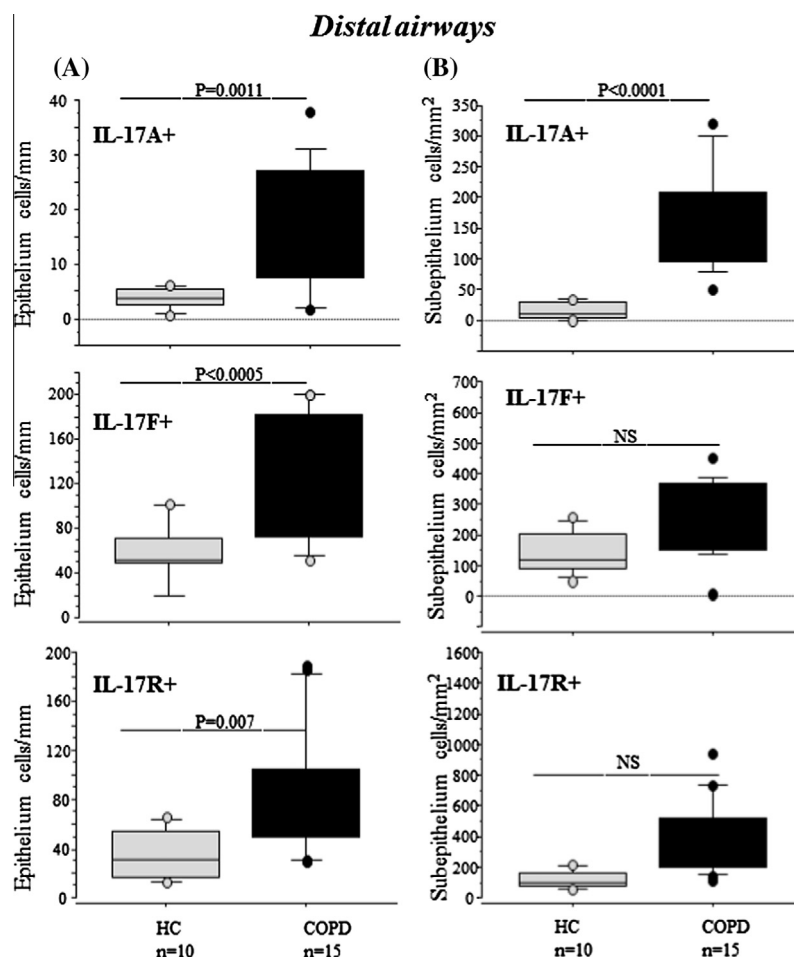 Distal airways
(A)
P=0.0011
IL-17A+
Epithelium cells/mm
40
30
20
10
5
0
P<0.0005
IL-17F+
Epithelium cells/mm
200
160
120
80
60
40
0
IL-17R+
P=0.007
Epithelium cells/mm
200
160
120
80
40
0
HC
n=10
COPD
n=15
(B)
P<0.0001
IL-17A+
Subepithelium cells/mm²
350
300
250
200
150
100
50
0
IL-17F+
NS
Subepithelium cells/mm²
700
600
500
400
300
200
100
0
IL-17R+
NS
Subepithelium cells/mm²
1600
1400
1200
1000
800
600
400
200
0
HC
n=10
COPD
n=15